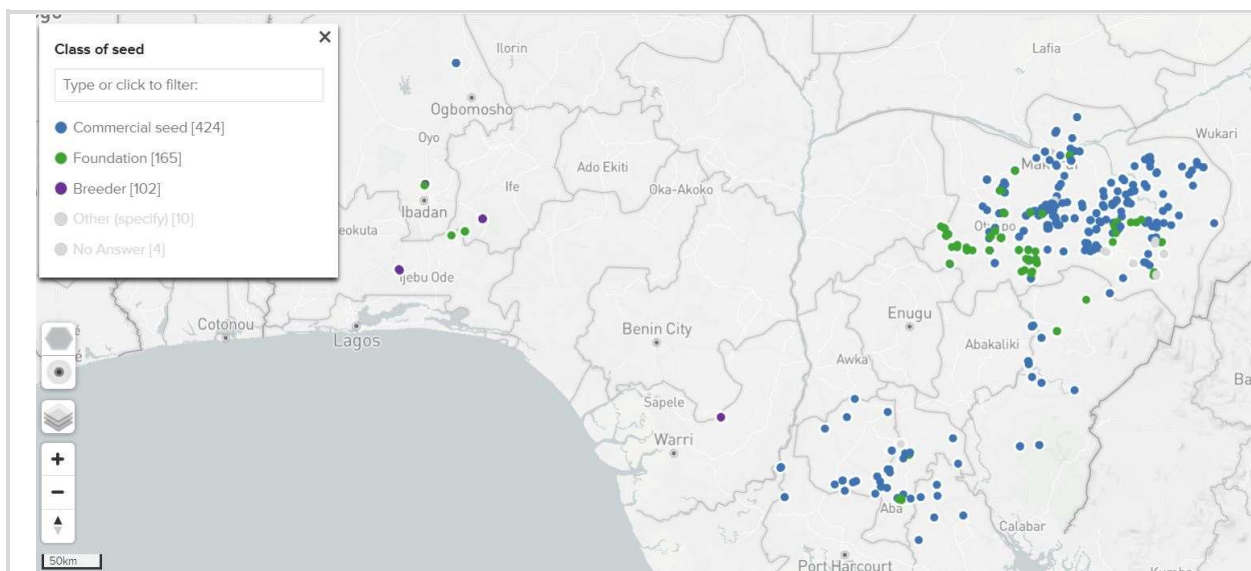 Class of seed
×
Type or click to filter:
Commercial seed [424]
Foundation [165]
Breeder [102]
Other (specify) [10]
No Answer [4]
Ilorin
Lafia
Ogbomosho
Wukari
Oyo
Ado Ekiti
Ife
Oka-Akoko
Ibadan
eokuta
Ijebu Ode
Cotonou
Lagos
Benin City
Enugu
Abakaliki
Awka
Sapele
Warri
Aba
Calabar
Port Harcourt
Kumba
+
−
50km